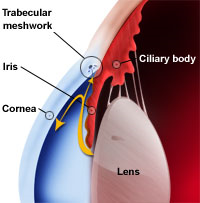 Trabecular
meshwork
Iris
Ciliary body
Cornea
Lens